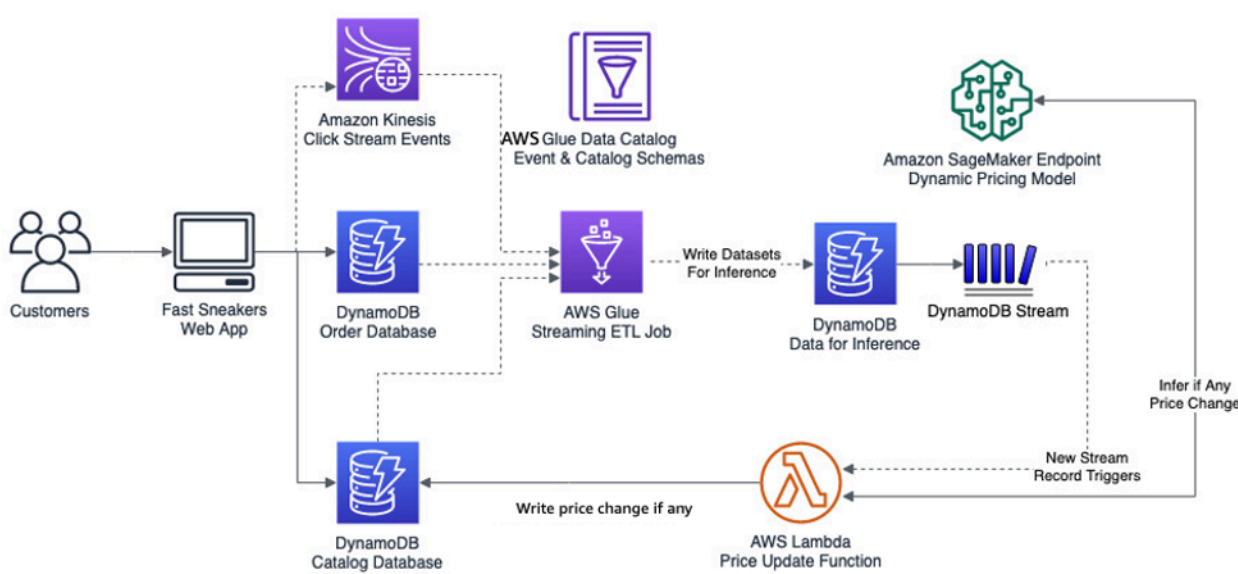 Amazon Kinesis
Click Stream Events
AWS Glue Data Catalog
Event & Catalog Schemas
Amazon SageMaker Endpoint
Dynamic Pricing Model
Customers
Fast Sneakers
Web App
DynamoDB
Order Database
AWS Glue
Streaming ETL Job
Write Datasets
For Inference
DynamoDB
Data for Inference
DynamoDB Stream
Infer if Any
Price Change
New Stream
Record Triggers
Write price change if any
DynamoDB
Catalog Database
AWS Lambda
Price Update Function